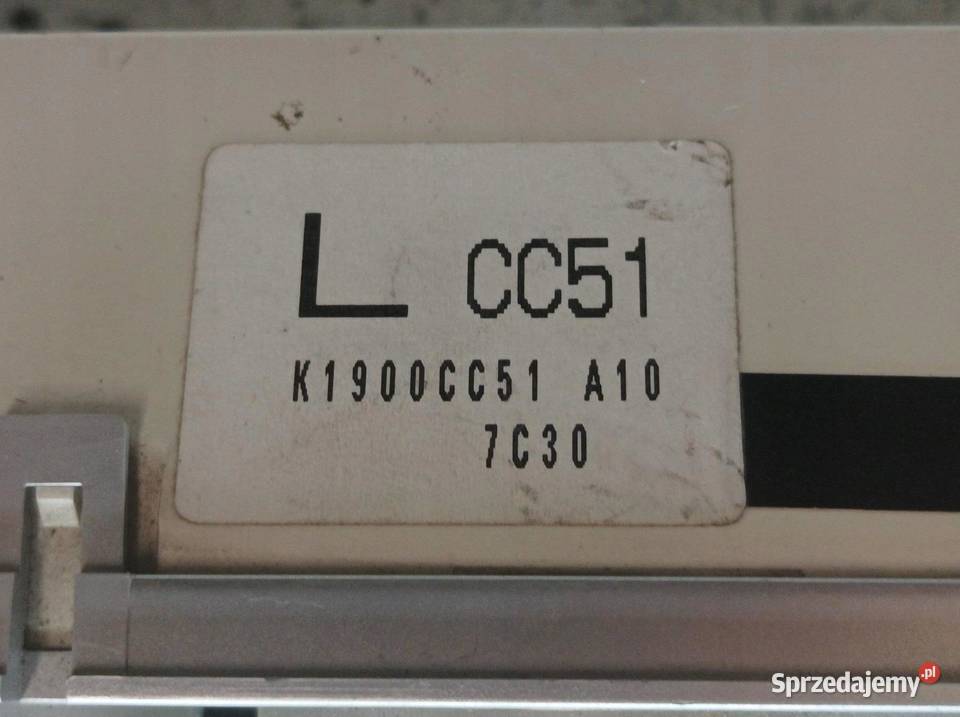 L CC51
K1900CC51 A10
7C30
Sprzedajemy.pl